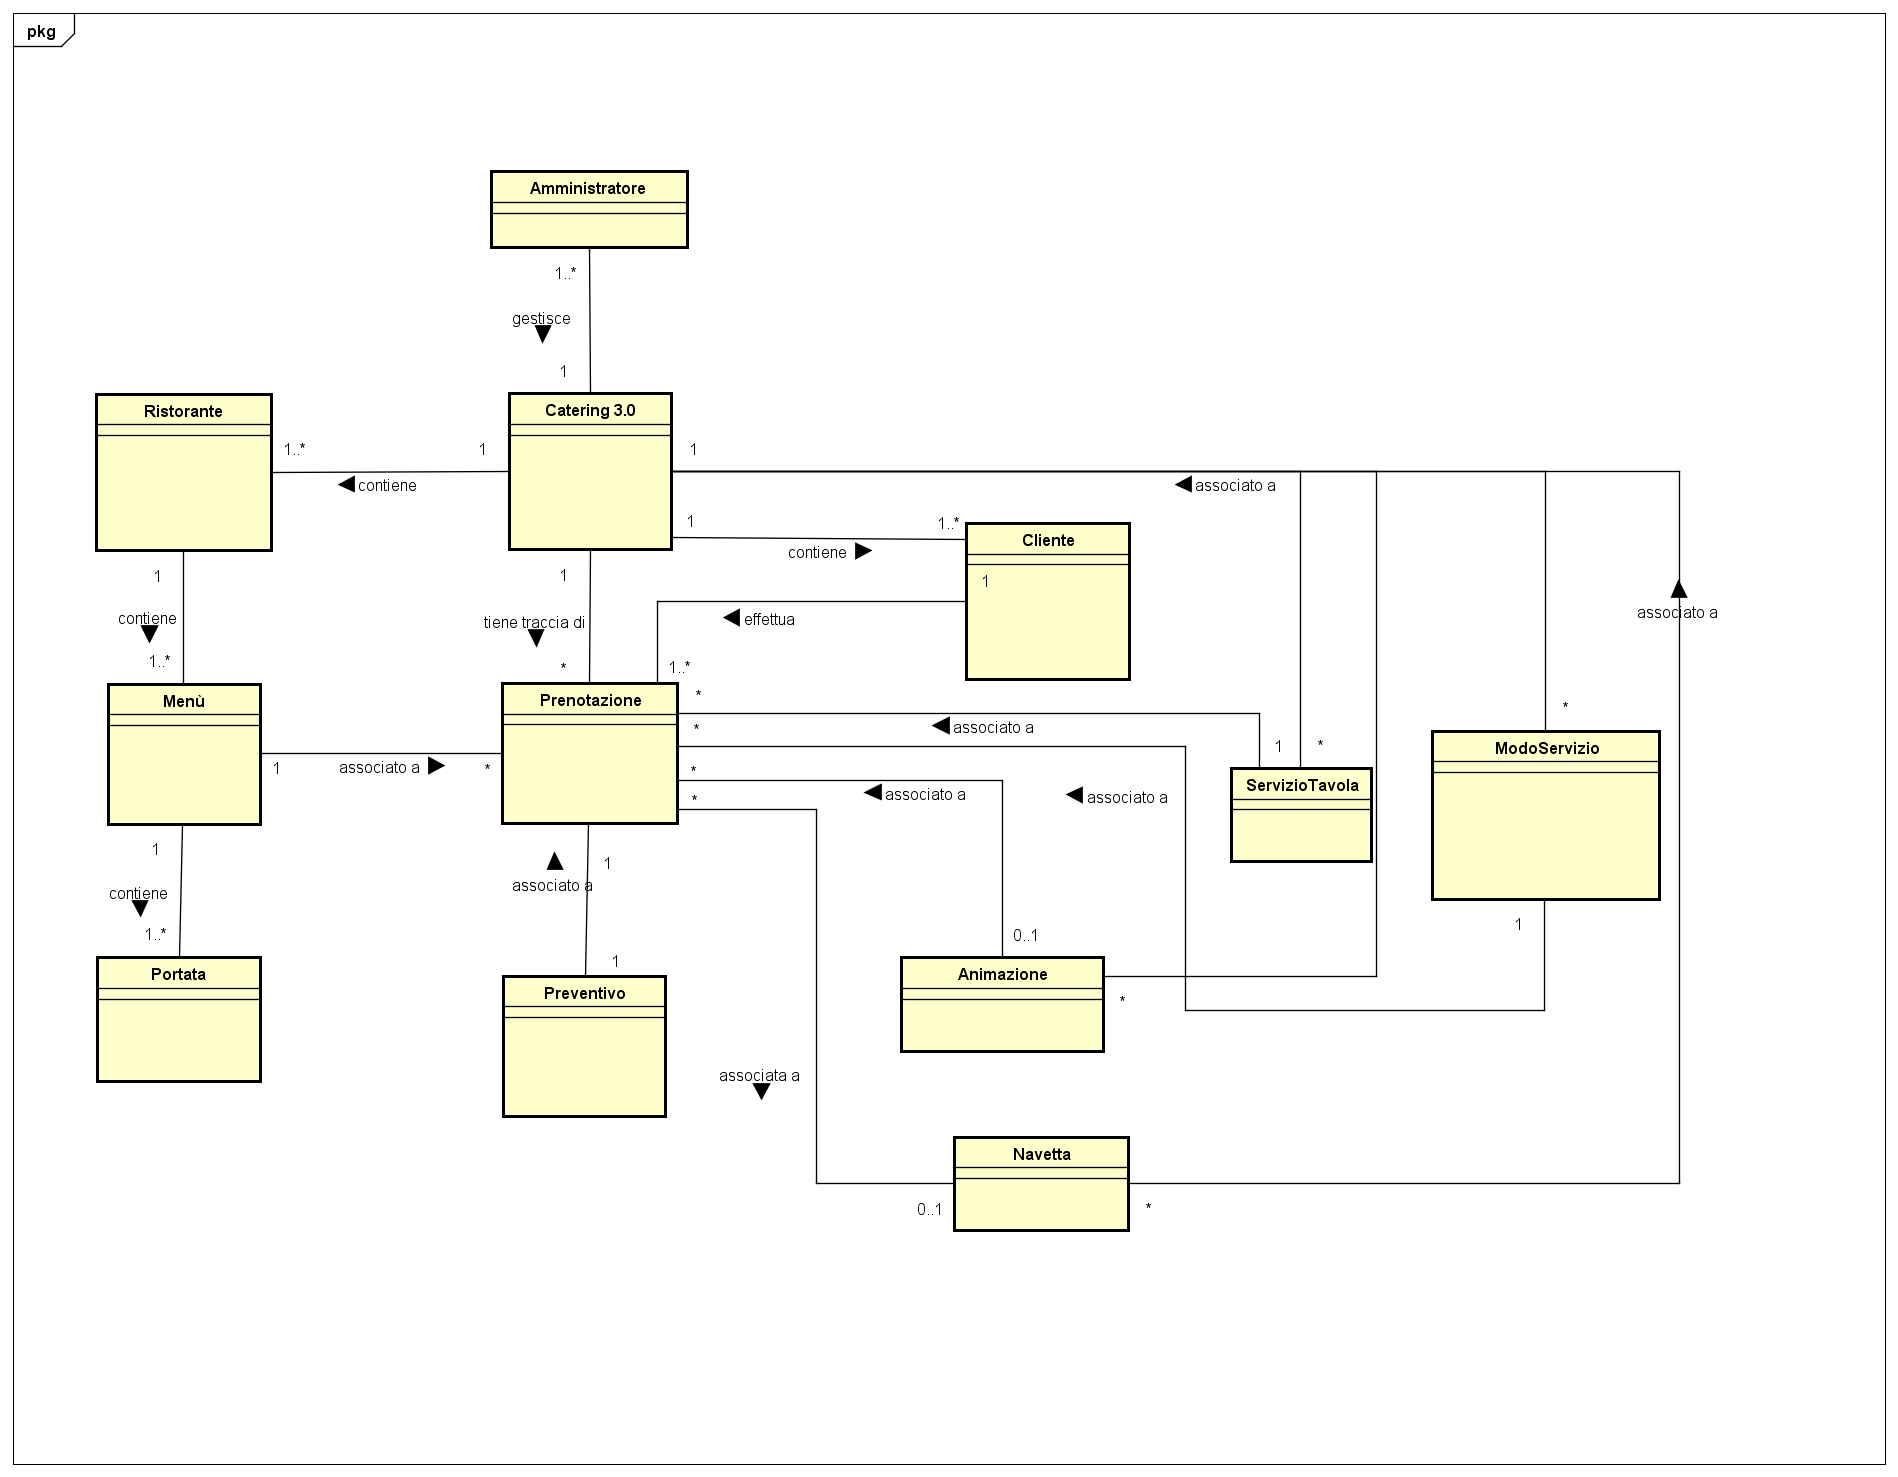 pkg
Amministratore
1..*
gestisce
1
Ristorante
Catering 3.0
1..*
1
1
contiene
associato a
1
1..*
contiene
Cliente
1
1
1
effettua
contiene
tiene traccia di
associato a
1..*
*
1..*
*
*
Menù
Prenotazione
*
associato a
1
*
ModoServizio
1
associato a
*
*
ServizioTavola
*
associato a
associato a
1
1
associato a
contiene
1
1..*
0..1
1
Portata
Preventivo
Animazione
*
associata a
Navetta
0..1
*